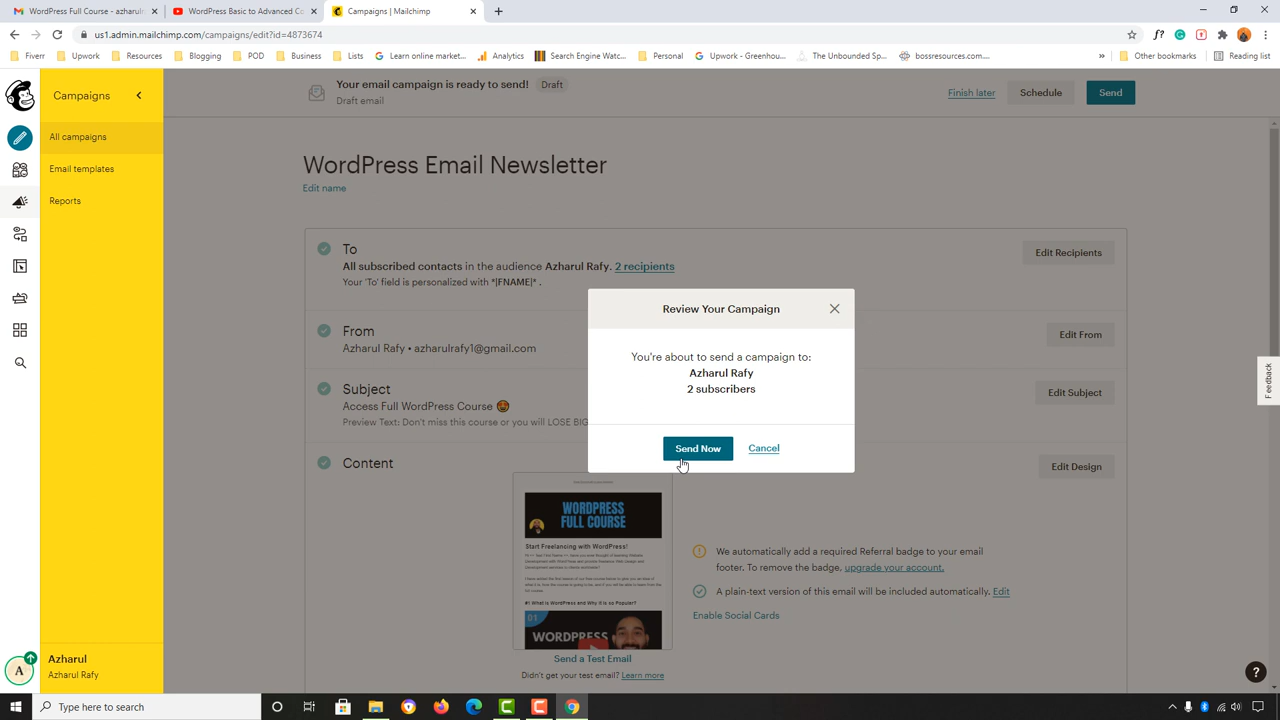 WordPress Full Course - azharulr
WordPress Basic to Advanced Co
Campaigns | Mailchimp
us1.admin.mailchimp.com/campaigns/edit?id=4873674
Fiverr
Upwork
Resources
Blogging
POD
Business
Lists
Learn online market...
Analytics
Search Engine Watc...
Personal
Upwork - Greenhou...
The Unbounded Sp...
bossresources.com...
»
Other bookmarks
Reading list
Campaigns
All campaigns
Email templates
Reports
Your email campaign is ready to send!
Draft
Draft email
Finish later
Schedule
Send
WordPress Email Newsletter
Edit name
To
All subscribed contacts in the audience Azharul Rafy. 2 recipients
Your 'To' field is personalized with *|FNAME|* .
Edit Recipients
From
Azharul Rafy • azharulrafy1@gmail.com
Edit From
Subject
Access Full WordPress Course
Preview Text: Don't miss this course or you will LOSE BIG
Edit Subject
Content
Edit Design
Review Your Campaign
You're about to send a campaign to:
Azharul Rafy
2 subscribers
Send Now
Cancel
WORDPRESS
FULL COURSE
Start Freelancing with WordPress!
#1 What is WordPress and Why it is so Popular?
01
WORDPRESS
We automatically add a required Referral badge to your email
footer. To remove the badge, upgrade your account.
A plain-text version of this email will be included automatically. Edit
Enable Social Cards
Send a Test Email
Didn't get your test email? Learn more
Feedback
?
A
Azharul
Azharul Rafy
Type here to search